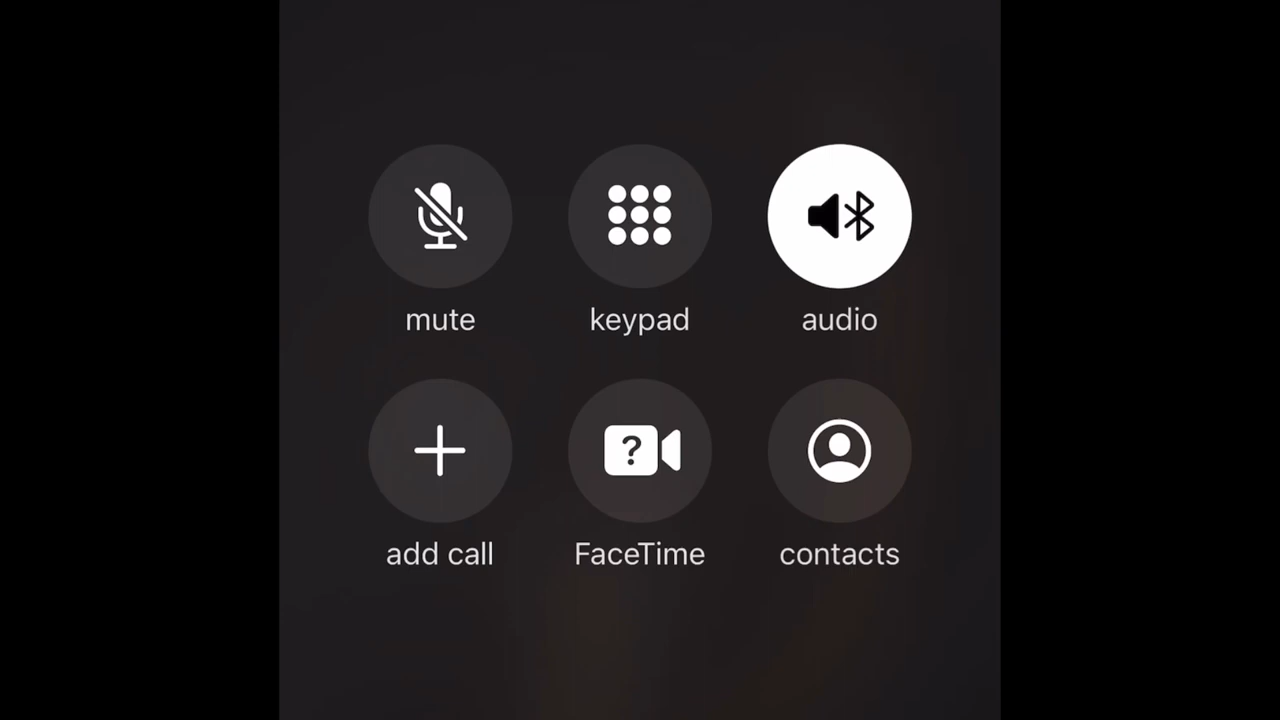 mute
keypad
audio
add call
FaceTime
contacts